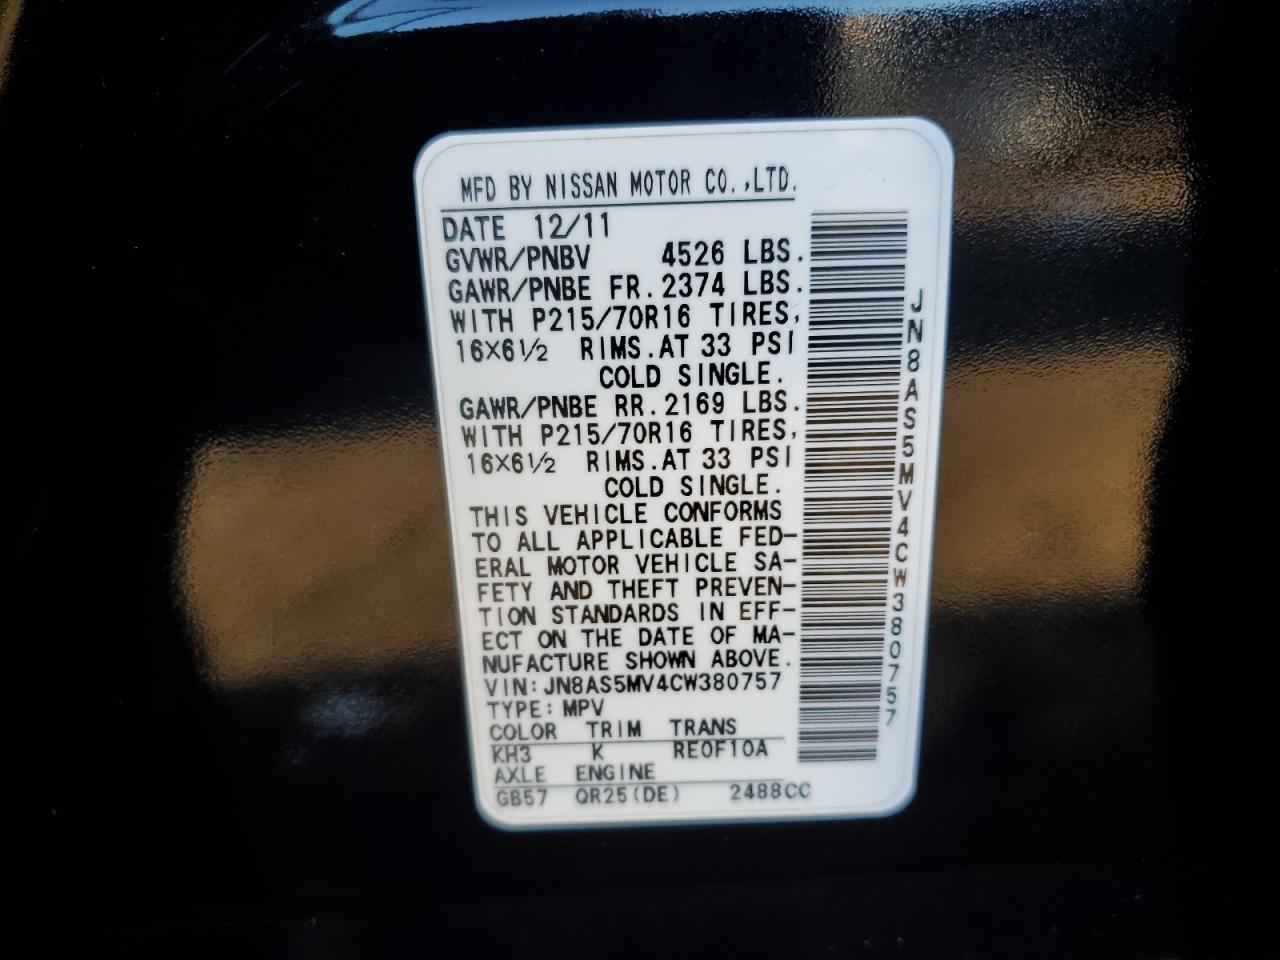 MFD BY NISSAN MOTOR CO.,LTD.
DATE 12/11
GVWR/PNBV 4526 LBS.
GAWR/PNBE FR.2374 LBS.
WITH P215/70R16 TIRES,
16X6½ RIMS.AT 33 PSI
COLD SINGLE.
GAWR/PNBE RR.2169 LBS.
WITH P215/70R16 TIRES,
16X6½ RIMS.AT 33 PSI
COLD SINGLE.
THIS VEHICLE CONFORMS
TO ALL APPLICABLE FED-
ERAL MOTOR VEHICLE SA-
FETY AND THEFT PREVEN-
TION STANDARDS IN EFF-
ECT ON THE DATE OF MA-
NUFACTURE SHOWN ABOVE.
VIN:JN8AS5MV4CW380757
TYPE:MPV
COLOR TRIM TRANS
KH3 K RE0F10A
AXLE ENGINE
GB57 QR25(DE) 2488CC
JN8AS5MV4CW380757